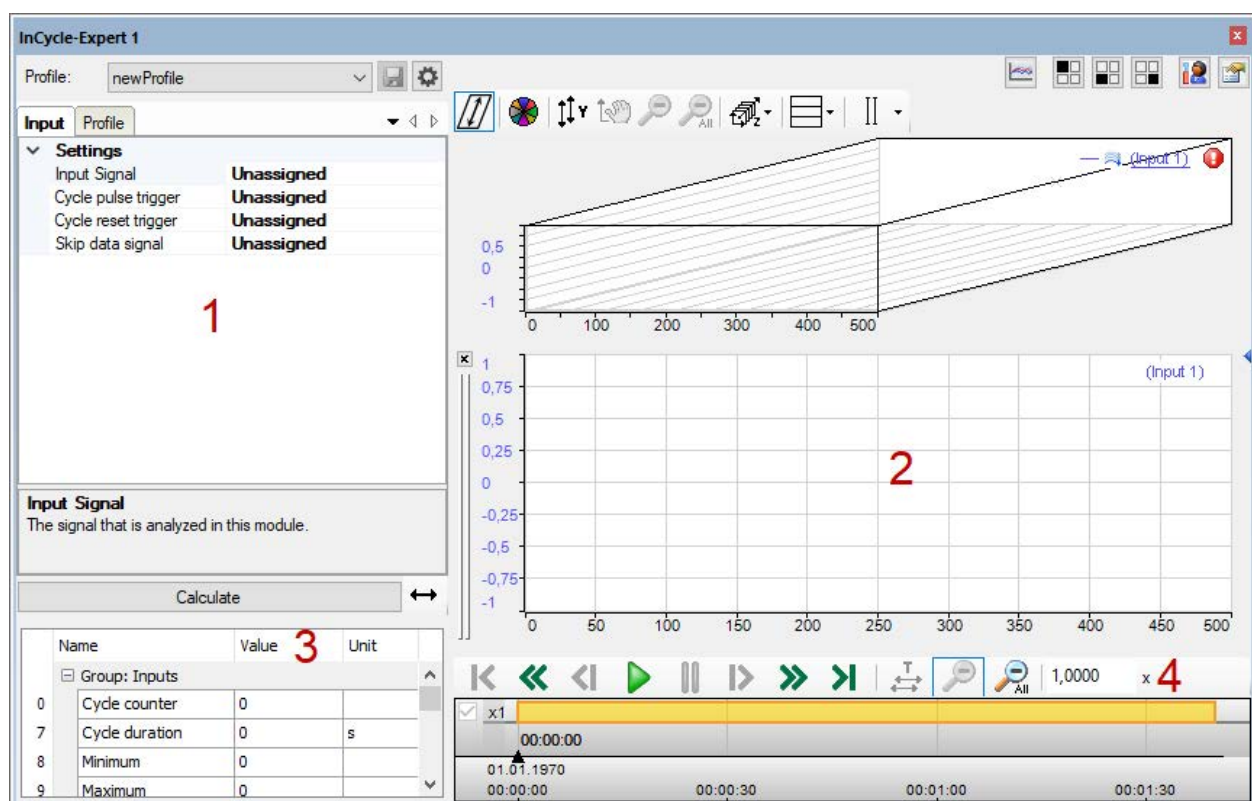 InCycle-Expert 1
Profile: newProfile
Input Profile
Settings
Input Signal Unassigned
Cycle pulse trigger Unassigned
Cycle reset trigger Unassigned
Skip data signal Unassigned
1
Input Signal
The signal that is analyzed in this module.
Calculate
Name Value 3 Unit
Group: Inputs
0 Cycle counter 0
7 Cycle duration 0 s
8 Minimum 0
9 Maximum 0
Y All Z
(Input 1)
0,5
0
-1
0 100 200 300 400 500
(Input 1)
1
0,75
0,5
0,25
0
-0,25
-0,5
-0,75
-1
2
0 50 100 150 200 250 300 350 400 450 500
T All 1,0000 x 4
x1
00:00:00
01.01.1970
00:00:00 00:00:30 00:01:00 00:01:30